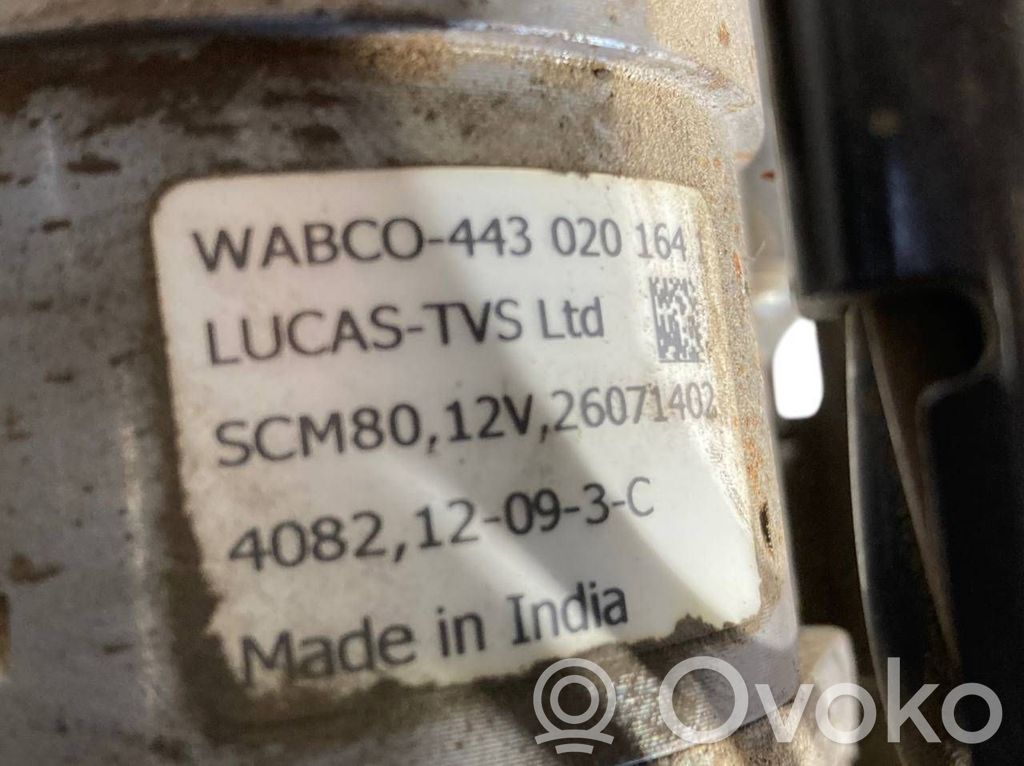 WABCO-443 020 164
LUCAS-TVS Ltd
SCM80,12V,26071402
4082,12-09-3-C
Made in India
Ovoko